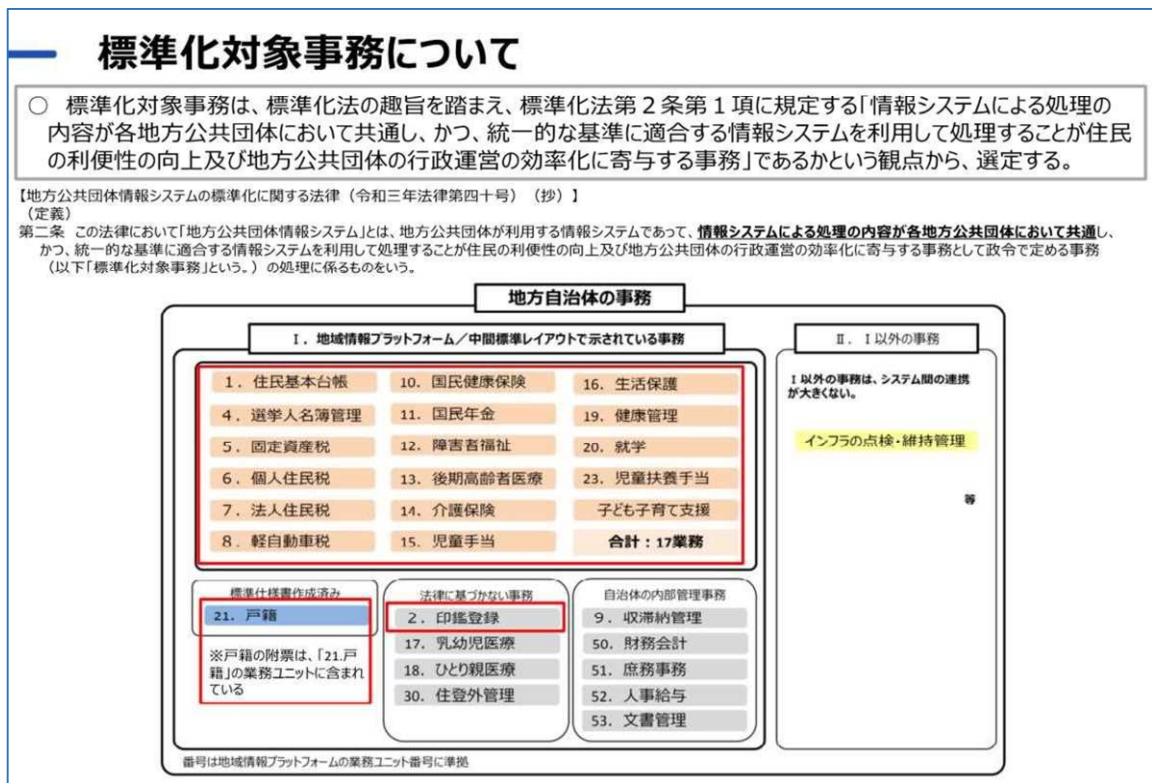 標準化対象事務について
○ 標準化対象事務は、標準化法の趣旨を踏まえ、標準化法第2条第1項に規定する「情報システムによる処理の
内容が各地方公共団体において共通し、かつ、統一的な基準に適合する情報システムを利用して処理することが住民
の利便性の向上及び地方公共団体の行政運営の効率化に寄与する事務」であるかという観点から、選定する。
【地方公共団体情報システムの標準化に関する法律（令和三年法律第四十号）（抄）】
（定義）
第二条 この法律において「地方公共団体情報システム」とは、地方公共団体が利用する情報システムであって、情報システムによる処理の内容が各地方公共団体において共通し、
かつ、統一的な基準に適合する情報システムを利用して処理することが住民の利便性の向上及び地方公共団体の行政運営の効率化に寄与する事務として政令で定める事務
（以下「標準化対象事務」という。）の処理に係るものをいう。
地方自治体の事務
Ⅰ．地域情報プラットフォーム／中間標準レイアウトで示されている事務
1．住民基本台帳
4．選挙人名簿管理
5．固定資産税
6．個人住民税
7．法人住民税
8．軽自動車税
10．国民健康保険
11．国民年金
12．障害者福祉
13．後期高齢者医療
14．介護保険
15．児童手当
16．生活保護
19．健康管理
20．就学
23．児童扶養手当
子ども子育て支援
合計：17業務
標準仕様書作成済み
21．戸籍
※戸籍の附票は、「21.戸
籍」の業務ユニットに含まれ
ている
法律に基づかない事務
2．印鑑登録
17．乳幼児医療
18．ひとり親医療
30．住登外管理
自治体の内部管理事務
9．収滞納管理
50．財務会計
51．庶務事務
52．人事給与
53．文書管理
Ⅱ．Ⅰ以外の事務
Ⅰ以外の事務は、システム間の連携
が大きくない。
インフラの点検・維持管理
等
番号は地域情報プラットフォームの業務ユニット番号に準拠